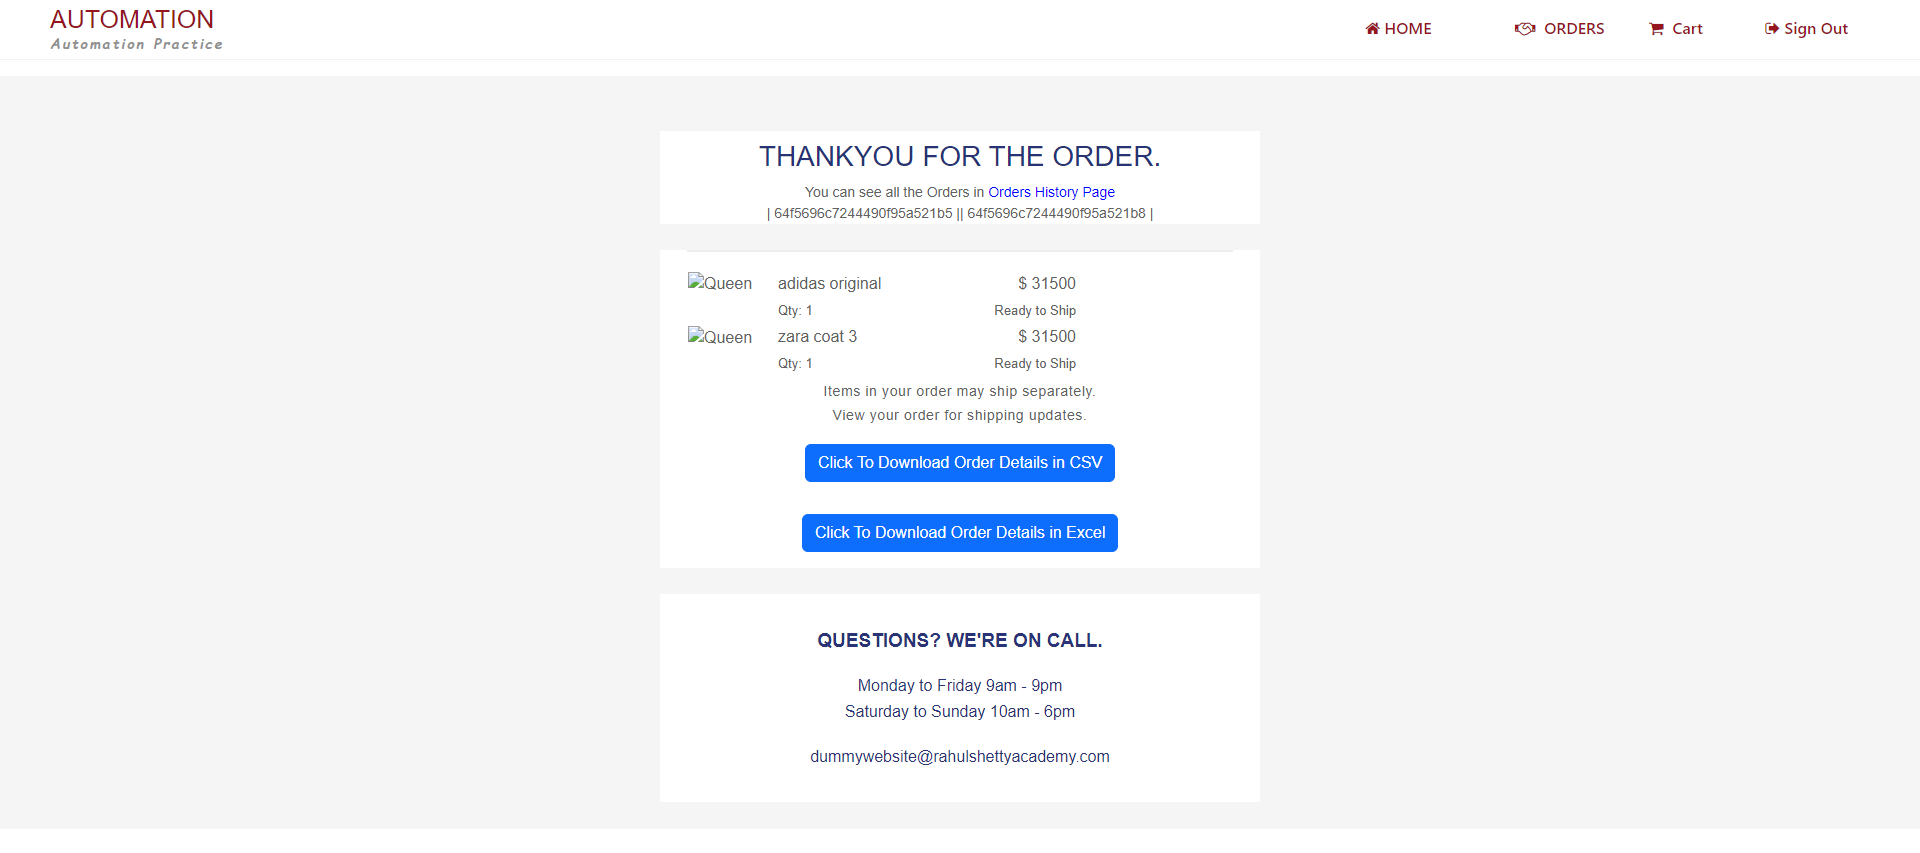 AUTOMATION
Automation Practice
HOME
ORDERS
Cart
Sign Out
THANKYOU FOR THE ORDER.
You can see all the Orders in Orders History Page
| 64f5696c7244490f95a521b5 || 64f5696c7244490f95a521b8 |
Queen adidas original $ 31500
Qty: 1 Ready to Ship
Queen zara coat 3 $ 31500
Qty: 1 Ready to Ship
Items in your order may ship separately.
View your order for shipping updates.
Click To Download Order Details in CSV
Click To Download Order Details in Excel
QUESTIONS? WE'RE ON CALL.
Monday to Friday 9am - 9pm
Saturday to Sunday 10am - 6pm
dummywebsite@rahulshettyacademy.com